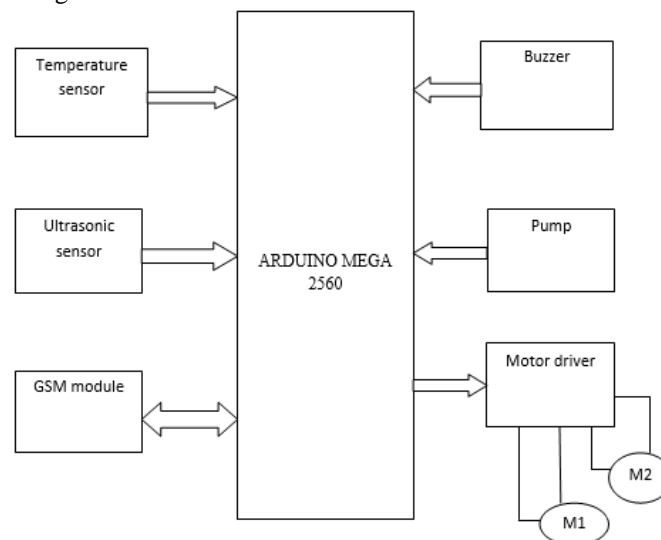 Temperature
sensor
Buzzer
Ultrasonic
sensor
Pump
ARDUINO MEGA
2560
GSM module
Motor driver
M2
M1